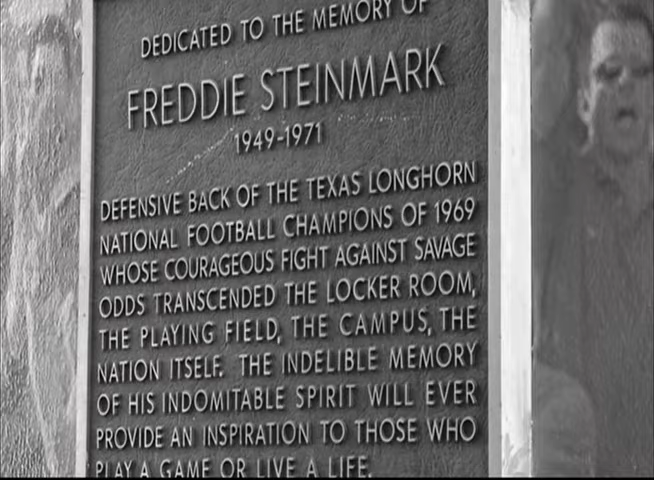 DEDICATED TO THE MEMORY OF
FREDDIE STEINMARK
1949-1971
DEFENSIVE BACK OF THE TEXAS LONGHORN
NATIONAL FOOTBALL CHAMPIONS OF 1969
WHOSE COURAGEOUS FIGHT AGAINST SAVAGE
ODDS TRANSCENDED THE LOCKER ROOM,
THE PLAYING FIELD, THE CAMPUS, THE
NATION ITSELF. THE INDELIBLE MEMORY
OF HIS INDOMITABLE SPIRIT WILL EVER
PROVIDE AN INSPIRATION TO THOSE WHO
PLAY A GAME OR LIVE A LIFE.